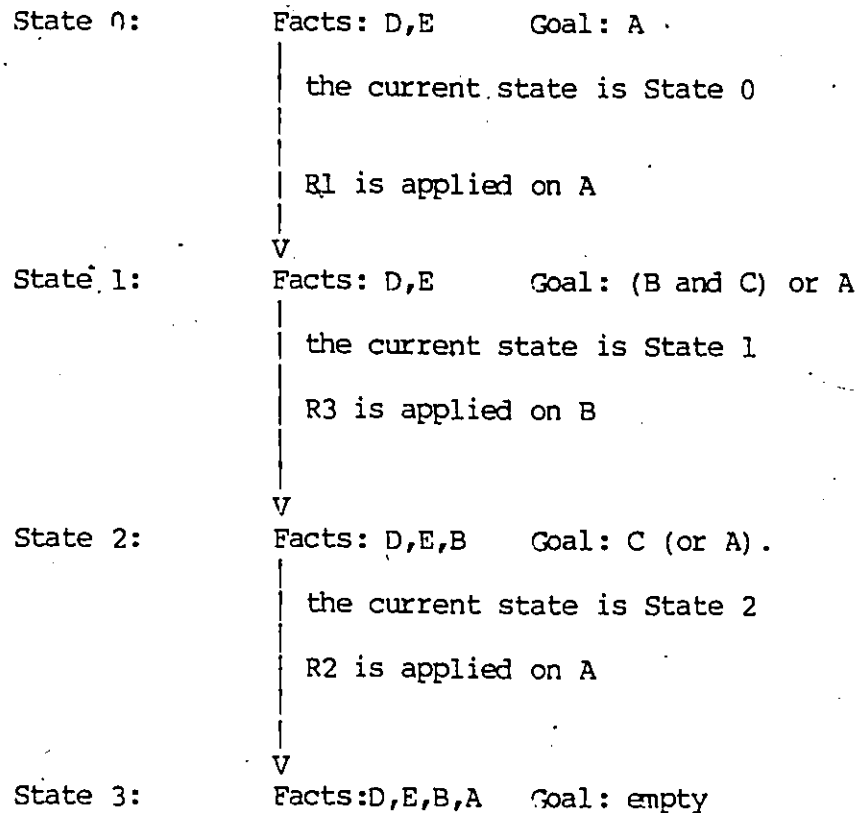 State 0: Facts: D,E Goal: A
the current state is State 0
R1 is applied on A
V
State 1: Facts: D,E Goal: (B and C) or A
the current state is State 1
R3 is applied on B
V
State 2: Facts: D,E,B Goal: C (or A).
the current state is State 2
R2 is applied on A
V
State 3: Facts:D,E,B,A Goal: empty